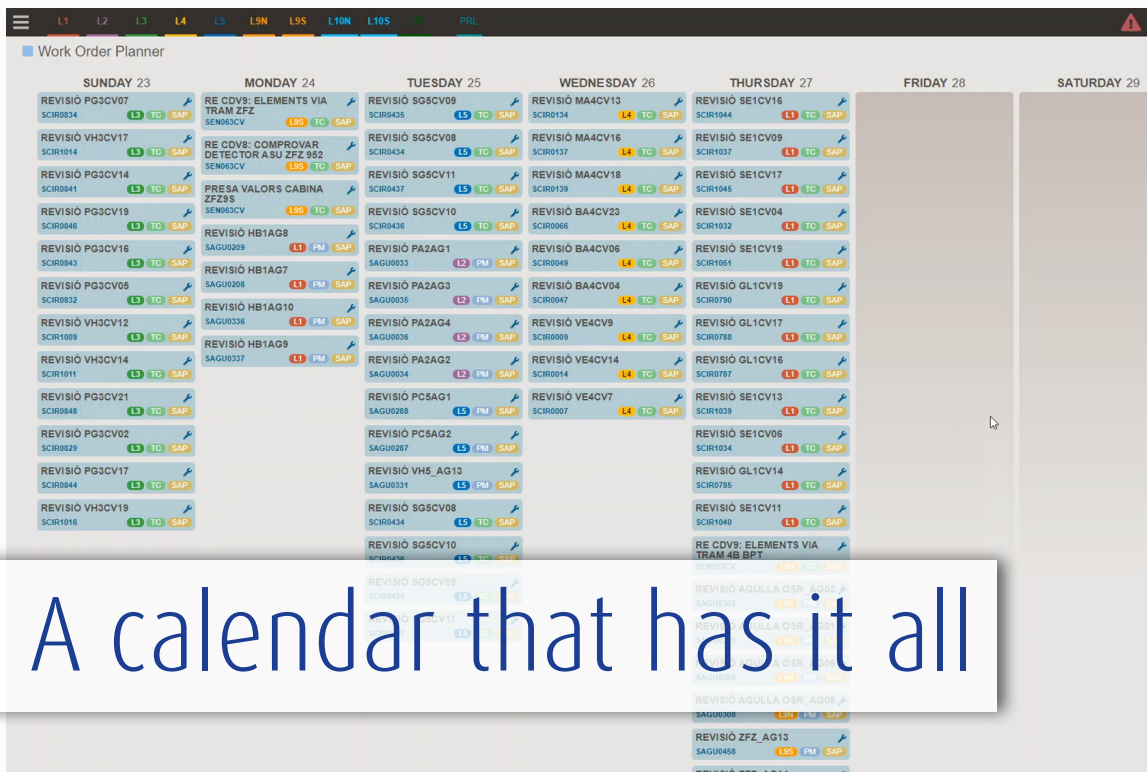 L1 L2 L3 L4 L5 L9N L9S L10N L10S PRL
Work Order Planner
SUNDAY 23
REVISIÓ PG3CV07
SCIR0834 L3 TC SAP
REVISIÓ VH3CV17
SCIR1014 L3 TC SAP
REVISIÓ PG3CV14
SCIR0841 L3 TC SAP
REVISIÓ PG3CV19
SCIR0846 L3 TC SAP
REVISIÓ PG3CV16
SCIR0843 L3 TC SAP
REVISIÓ PG3CV05
SCIR0832 L3 TC SAP
REVISIÓ VH3CV12
SCIR1009 L3 TC SAP
REVISIÓ VH3CV14
SCIR1011 L3 TC SAP
REVISIÓ PG3CV21
SCIR0848 L3 TC SAP
REVISIÓ PG3CV02
SCIR0829 L3 TC SAP
REVISIÓ PG3CV17
SCIR0844 L3 TC SAP
REVISIÓ VH3CV19
SCIR1016 L3 TC SAP
MONDAY 24
RE CDV9: ELEMENTS VIA
TRAM ZFZ
SEN063CV L9S TC SAP
RE CDV8: COMPROVAR
DETECTOR ASU ZFZ 952
SEN063CV L9S TC SAP
PRESA VALORS CABINA
ZFZ9S
SEN063CV L9S TC SAP
REVISIÓ HB1AG8
SAGU0209 L1 PM SAP
REVISIÓ HB1AG7
SAGU0208 L1 PM SAP
REVISIÓ HB1AG10
SAGU0336 L1 PM SAP
REVISIÓ HB1AG9
SAGU0337 L1 PM SAP
TUESDAY 25
REVISIÓ SG5CV09
SCIR0435 L5 TC SAP
REVISIÓ SG5CV08
SCIR0434 L5 TC SAP
REVISIÓ SG5CV11
SCIR0437 L5 TC SAP
REVISIÓ SG5CV10
SCIR0436 L5 TC SAP
REVISIÓ PA2AG1
SAGU0033 L2 PM SAP
REVISIÓ PA2AG3
SAGU0035 L2 PM SAP
REVISIÓ PA2AG4
SAGU0036 L2 PM SAP
REVISIÓ PA2AG2
SAGU0034 L2 PM SAP
REVISIÓ PC5AG1
SAGU0288 L5 PM SAP
REVISIÓ PC5AG2
SAGU0287 L5 PM SAP
REVISIÓ VH5_AG13
SAGU0331 L5 PM SAP
REVISIÓ SG5CV08
SCIR0434 L5 TC SAP
REVISIÓ SG5CV10
SCIR0436 L5 TC SAP
REVISIÓ SG5CV09
SCIR0435 L5
WEDNESDAY 26
REVISIÓ MA4CV13
SCIR0134 L4 TC SAP
REVISIÓ MA4CV16
SCIR0137 L4 TC SAP
REVISIÓ MA4CV18
SCIR0139 L4 TC SAP
REVISIÓ BA4CV23
SCIR0066 L4 TC SAP
REVISIÓ BA4CV06
SCIR0049 L4 TC SAP
REVISIÓ BA4CV04
SCIR0047 L4 TC SAP
REVISIÓ VE4CV9
SCIR0009 L4 TC SAP
REVISIÓ VE4CV14
SCIR0014 L4 TC SAP
REVISIÓ VE4CV7
SCIR0007 L4 TC SAP
THURSDAY 27
REVISIÓ SE1CV16
SCIR1044 L1 TC SAP
REVISIÓ SE1CV09
SCIR1037 L1 TC SAP
REVISIÓ SE1CV17
SCIR1045 L1 TC SAP
REVISIÓ SE1CV04
SCIR1032 L1 TC SAP
REVISIÓ SE1CV19
SCIR1051 L1 TC SAP
REVISIÓ GL1CV19
SCIR0790 L1 TC SAP
REVISIÓ GL1CV17
SCIR0788 L1 TC SAP
REVISIÓ GL1CV16
SCIR0787 L1 TC SAP
REVISIÓ SE1CV13
SCIR1039 L1 TC SAP
REVISIÓ SE1CV06
SCIR1034 L1 TC SAP
REVISIÓ GL1CV14
SCIR0785 L1 TC SAP
REVISIÓ SE1CV11
SCIR1040 L1 TC SAP
RE CDV9: ELEMENTS VIA
TRAM 4B BPT
REVISIÓ AGULLA OSR_AG03
SAGU0303
REVISIÓ AGULLA OSR_AG08
SAGU0308 L9N PM SAP
REVISIÓ ZFZ_AG13
SAGU0458 L9S PM SAP
FRIDAY 28
SATURDAY 29
A calendar that has it all